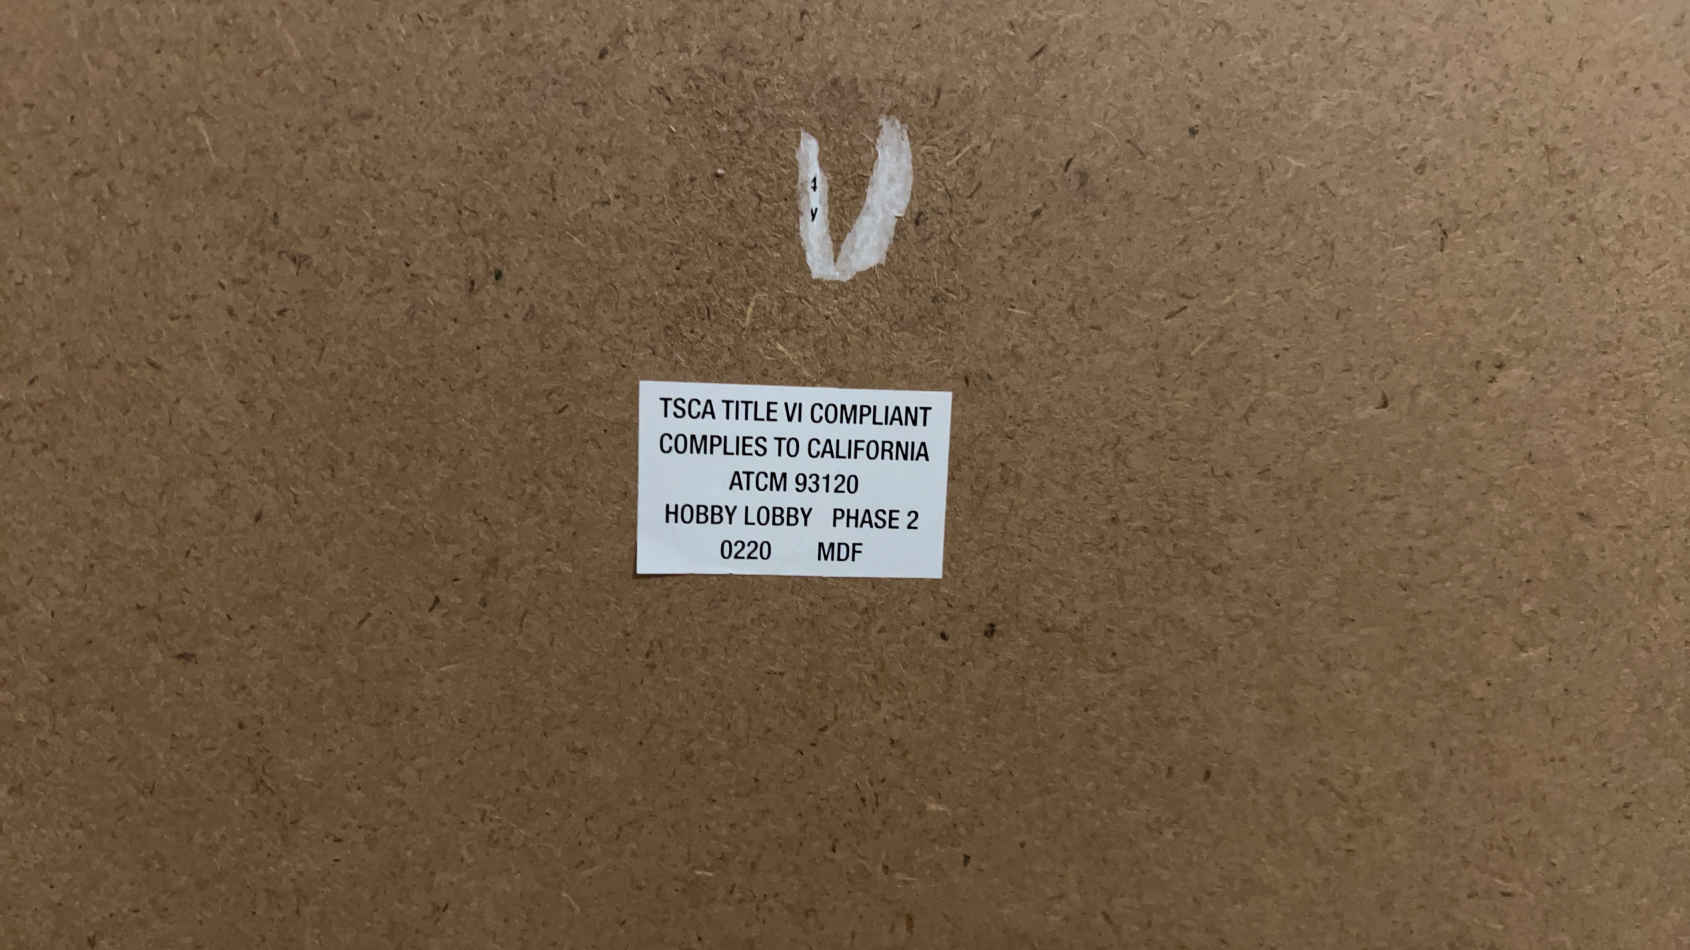 TSCA TITLE VI COMPLIANT
COMPLIES TO CALIFORNIA
ATCM 93120
HOBBY LOBBY PHASE 2
0220 MDF